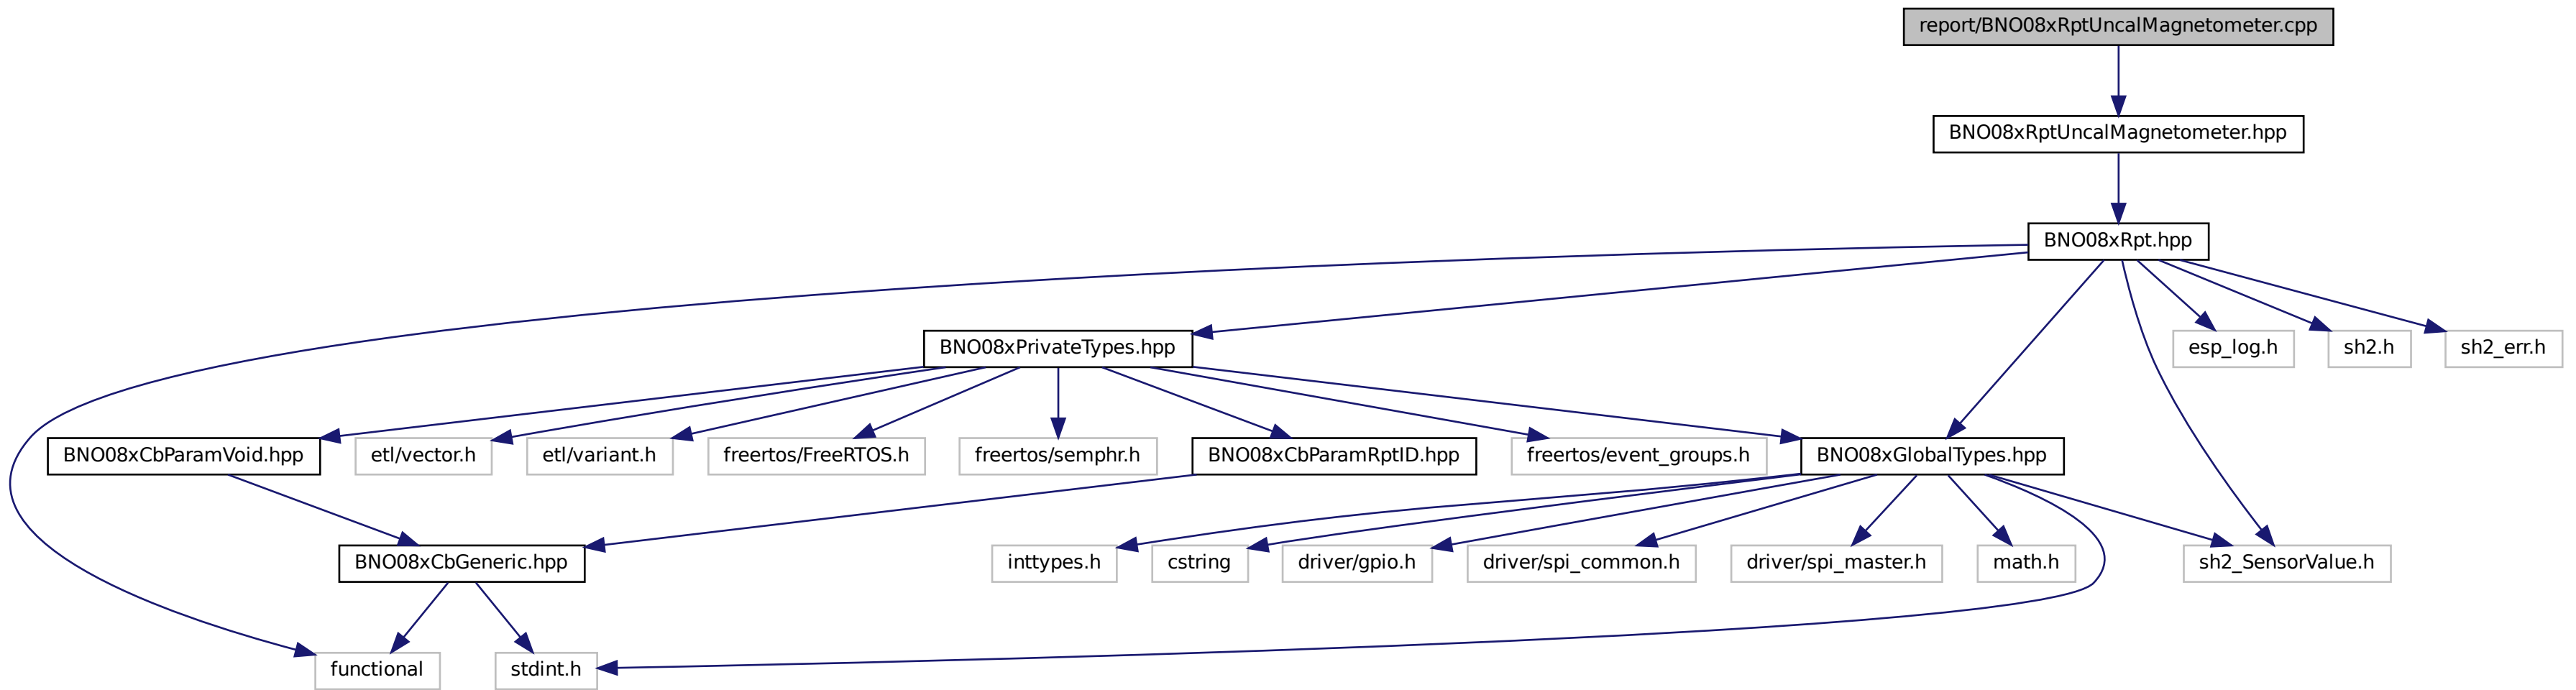 report/BNO08xRptUncalMagnetometer.cpp
BNO08xRptUncalMagnetometer.hpp
BNO08xRpt.hpp
BNO08xPrivateTypes.hpp
esp_log.h
sh2.h
sh2_err.h
BNO08xCbParamVoid.hpp
etl/vector.h
etl/variant.h
freertos/FreeRTOS.h
freertos/semphr.h
BNO08xCbParamRptID.hpp
freertos/event_groups.h
BNO08xGlobalTypes.hpp
BNO08xCbGeneric.hpp
inttypes.h
cstring
driver/gpio.h
driver/spi_common.h
driver/spi_master.h
math.h
sh2_SensorValue.h
functional
stdint.h